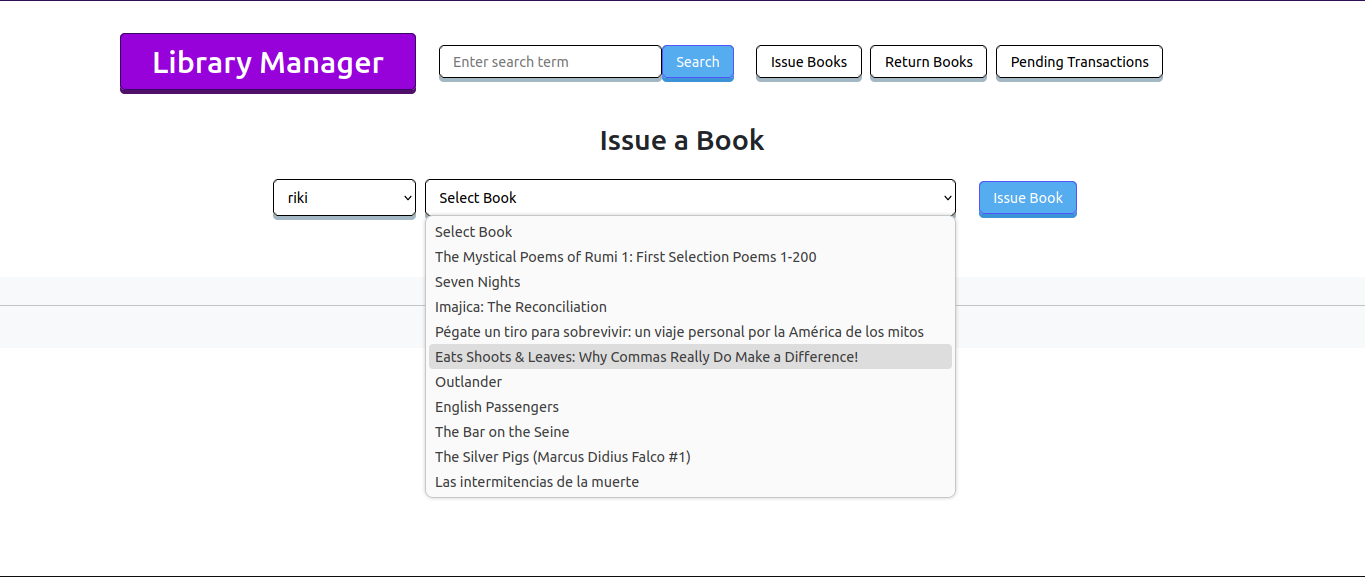 Library Manager
Enter search term
Search
Issue Books
Return Books
Pending Transactions
Issue a Book
riki
Select Book
Issue Book
Select Book
The Mystical Poems of Rumi 1: First Selection Poems 1-200
Seven Nights
Imajica: The Reconciliation
Pégate un tiro para sobrevivir: un viaje personal por la América de los mitos
Eats Shoots & Leaves: Why Commas Really Do Make a Difference!
Outlander
English Passengers
The Bar on the Seine
The Silver Pigs (Marcus Didius Falco #1)
Las intermitencias de la muerte